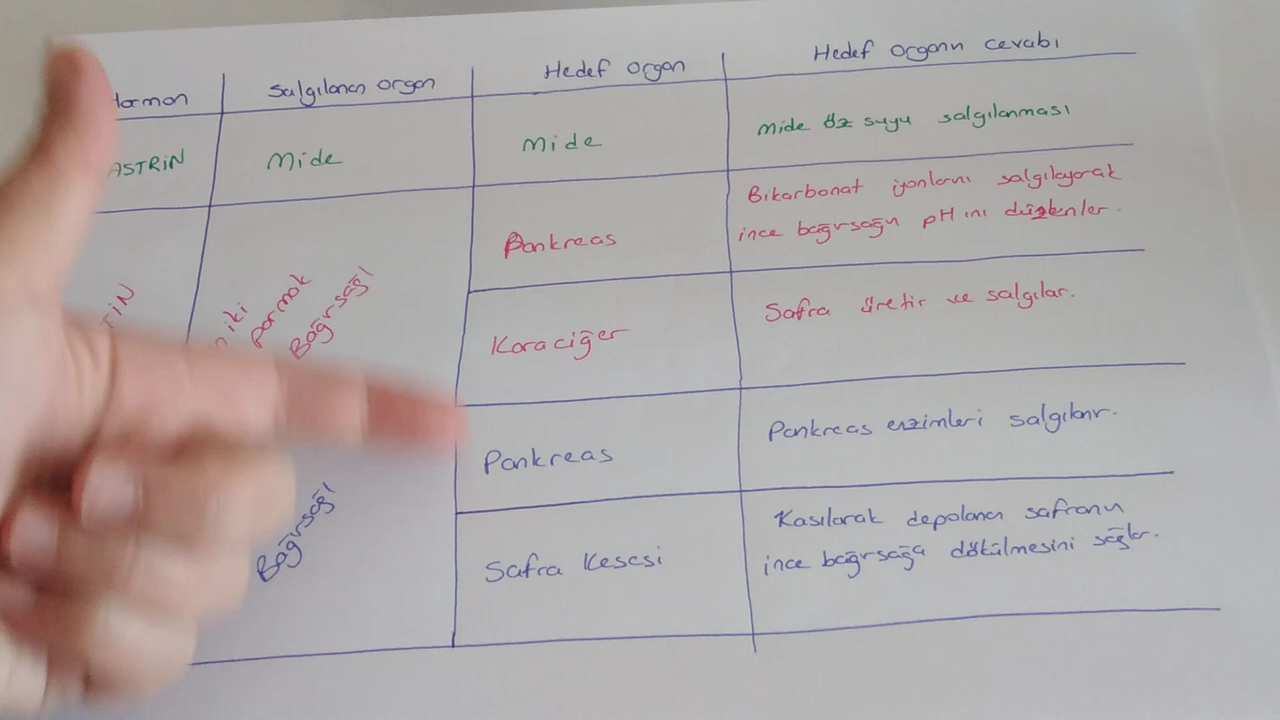 Salgılanan organ
Hedef organ
Hedef organın cevabı
Mide
Mide
Mide öz suyu salgılanması
Pankreas
Bikarbonat iyonlarını salgılayarak
ince bağırsağın pH ını düzenler.
parmak
Bağırsağı
Karaciğer
Safra üretir ve salgılar.
Pankreas
Pankreas enzimleri salgılanır.
Bağırsağı
Safra Kesesi
Kasılarak depolanan safranın
ince bağırsağa dökülmesini sağlar.